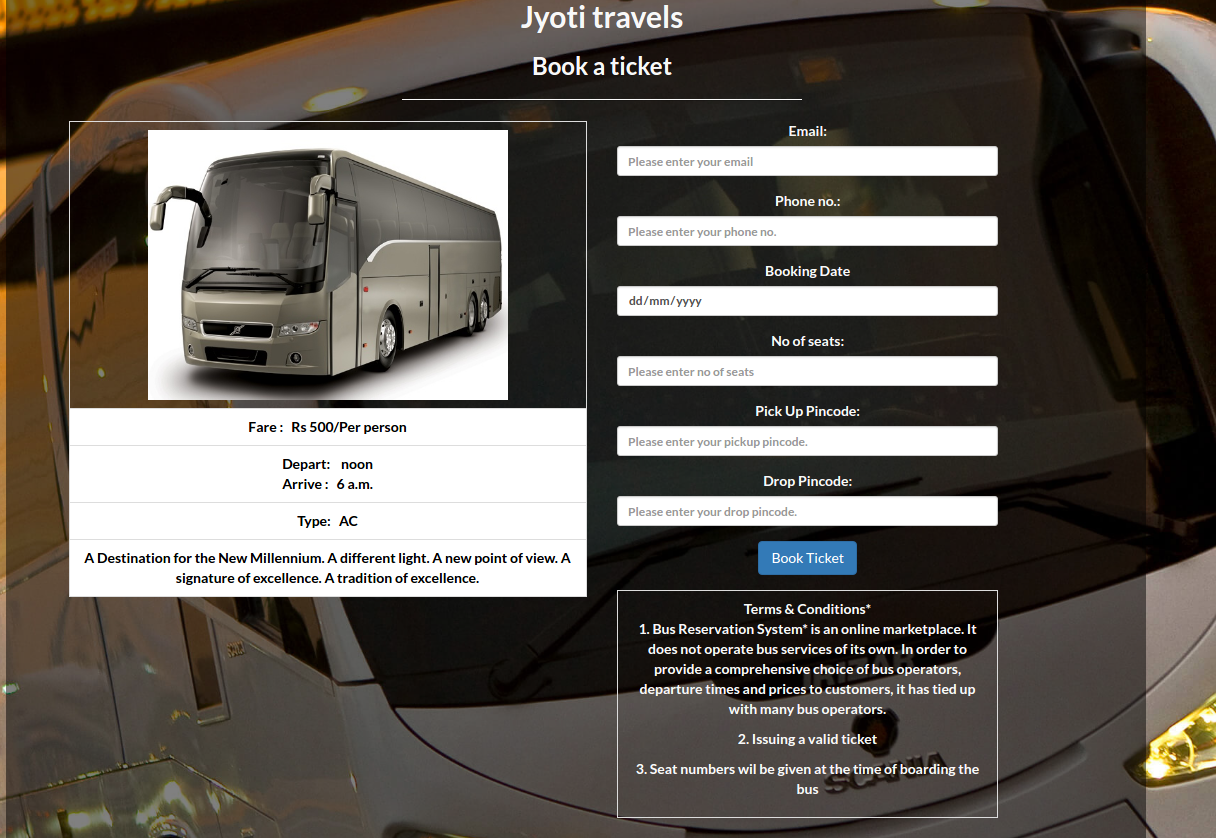 Jyoti travels
Book a ticket
Fare : Rs 500/Per person
Depart: noon
Arrive : 6 a.m.
Type: AC
A Destination for the New Millennium. A different light. A new point of view. A
signature of excellence. A tradition of excellence.
Email:
Please enter your email
Phone no.:
Please enter your phone no.
Booking Date
dd/mm/yyyy
No of seats:
Please enter no of seats
Pick Up Pincode:
Please enter your pickup pincode.
Drop Pincode:
Please enter your drop pincode.
Book Ticket
Terms & Conditions*
1. Bus Reservation System* is an online marketplace. It
does not operate bus services of its own. In order to
provide a comprehensive choice of bus operators,
departure times and prices to customers, it has tied up
with many bus operators.
2. Issuing a valid ticket
3. Seat numbers wil be given at the time of boarding the
bus
IRIZAR
SCANIA